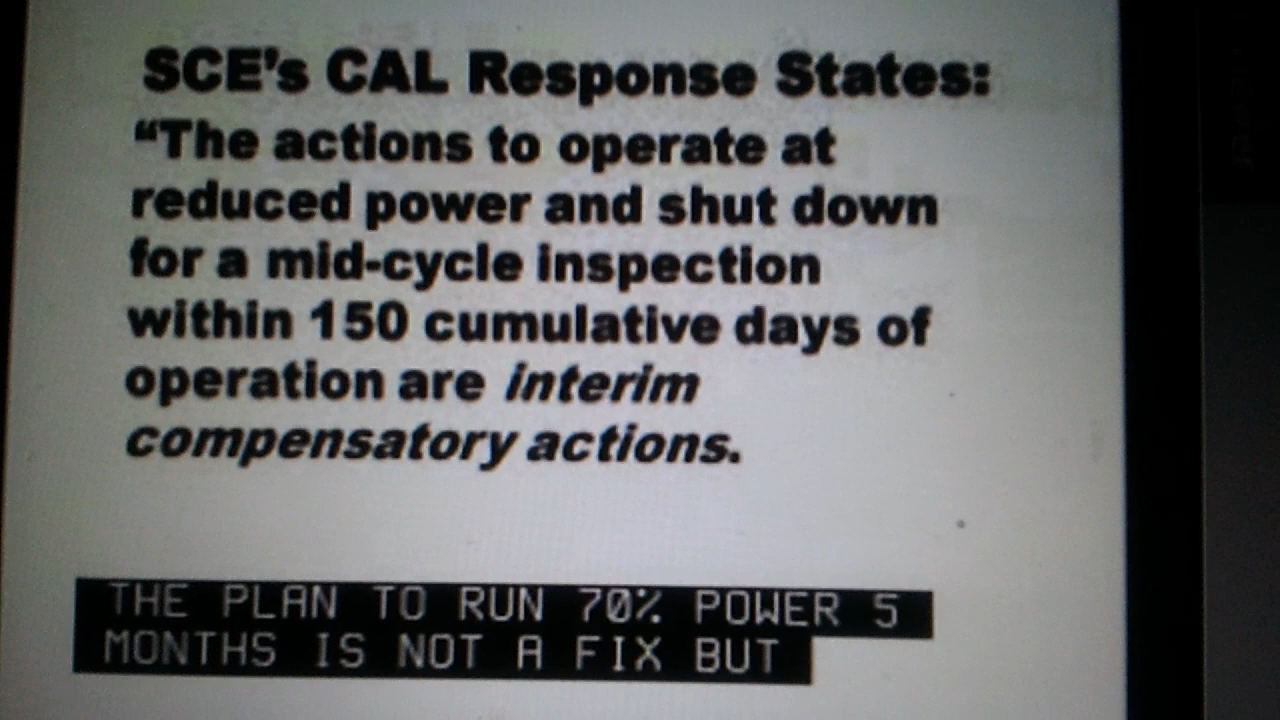 SCE's CAL Response States:
“The actions to operate at
reduced power and shut down
for a mid-cycle inspection
within 150 cumulative days of
operation are interim
compensatory actions.
THE PLAN TO RUN 70% POWER 5
MONTHS IS NOT A FIX BUT